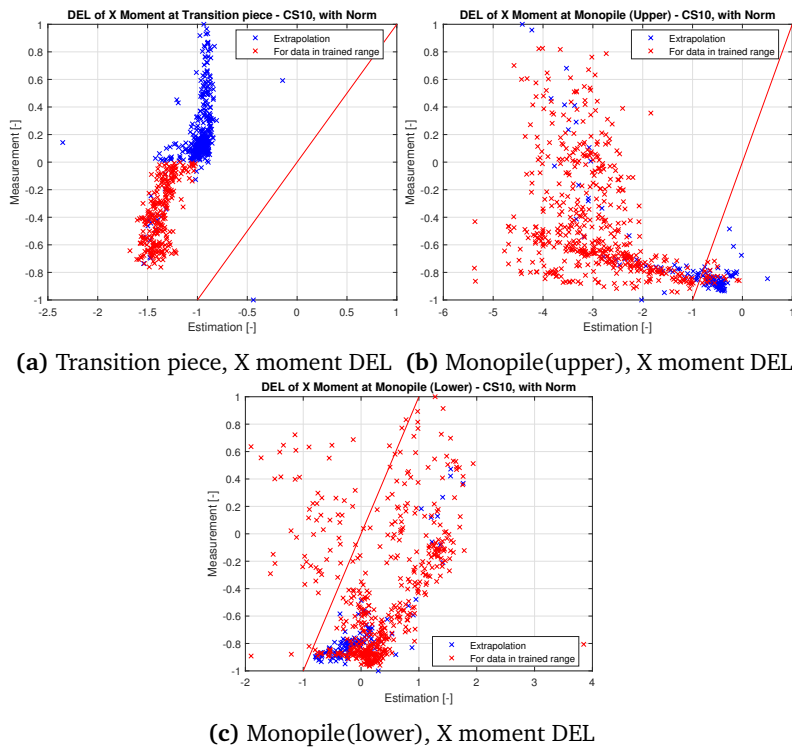 DEL of X Moment at Transition piece - CS10, with Norm
Extrapolation
For data in trained range
Measurement [-]
1
0.8
0.6
0.4
0.2
0
-0.2
-0.4
-0.6
-0.8
-1
-2.5 -2 -1.5 -1 -0.5 0 0.5 1
Estimation [-]
(a) Transition piece, X moment DEL
DEL of X Moment at Monopile (Upper) - CS10, with Norm
Extrapolation
For data in trained range
Measurement [-]
1
0.8
0.6
0.4
0.2
0
-0.2
-0.4
-0.6
-0.8
-1
-6 -5 -4 -3 -2 -1 0 1
Estimation [-]
(b) Monopile(upper), X moment DEL
DEL of X Moment at Monopile (Lower) - CS10, with Norm
Measurement [-]
1
0.8
0.6
0.4
0.2
0
-0.2
-0.4
-0.6
-0.8
-1
Extrapolation
For data in trained range
-2 -1 0 1 2 3 4
Estimation [-]
(c) Monopile(lower), X moment DEL